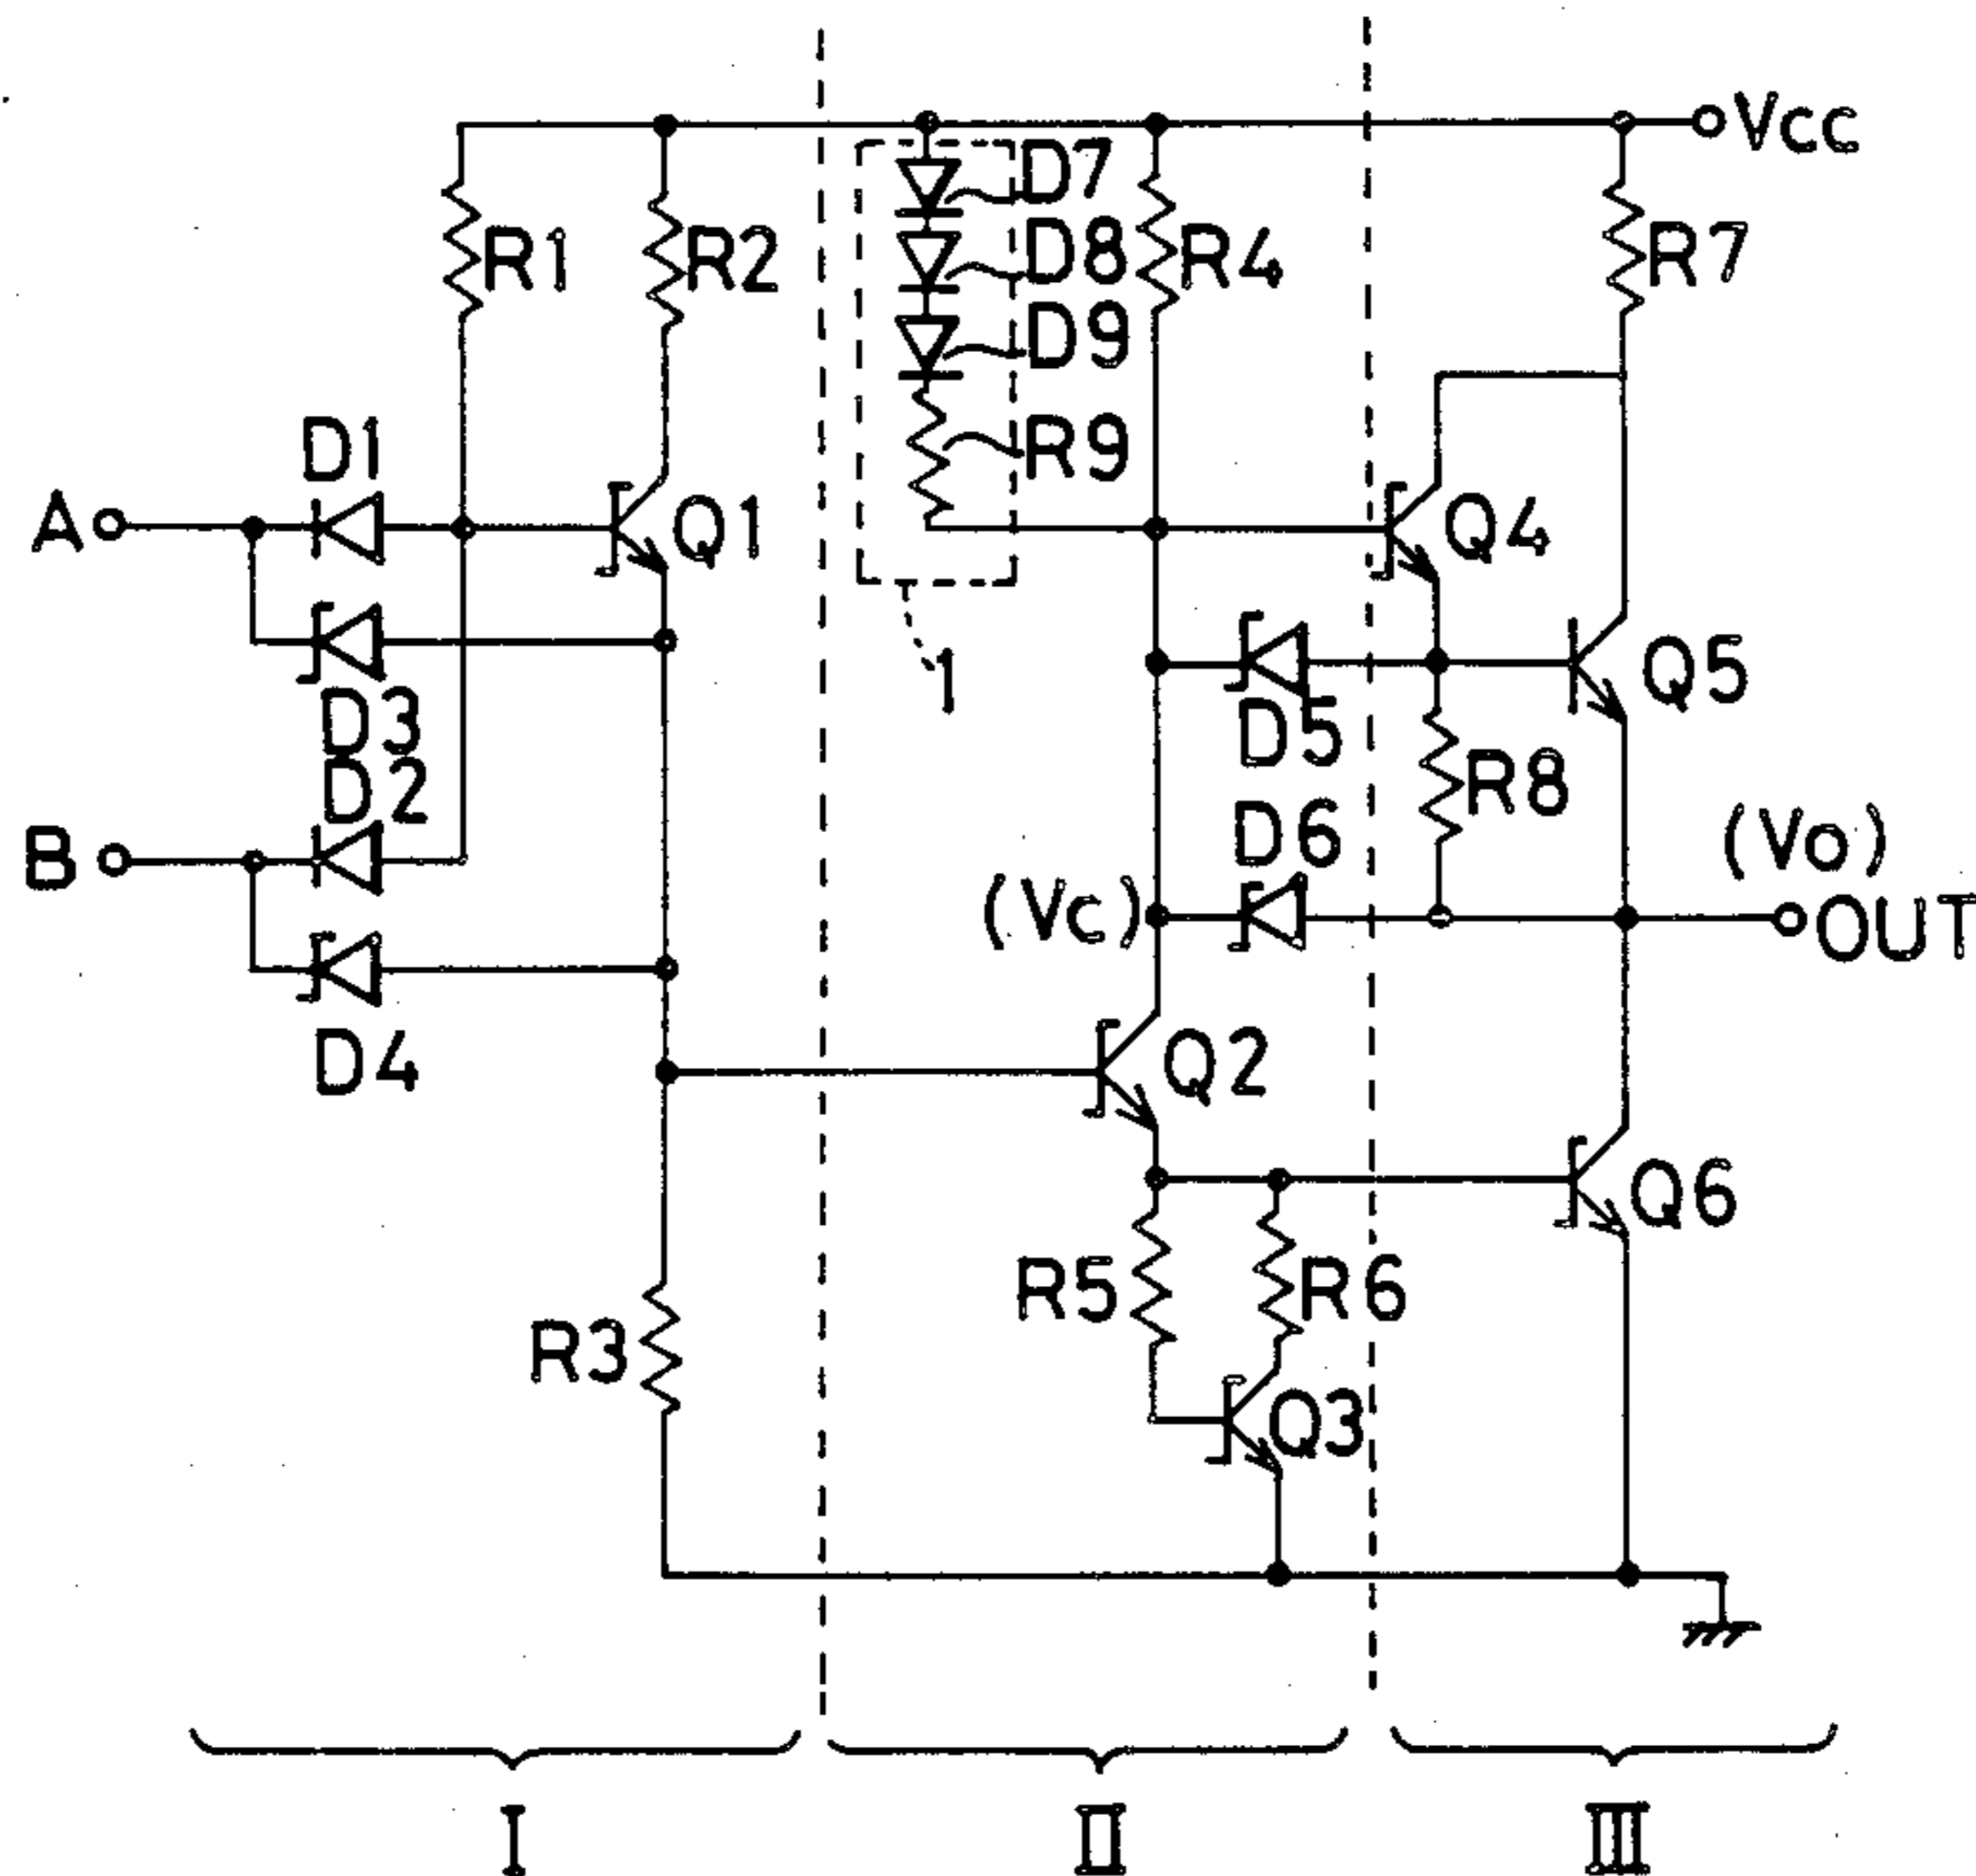 Vcc
D7
R1
R2
D8
R4
R7
D9
D1
R9
A
Q1
Q4
1
Q5
D3
D5
D2
R8
D6
B
(Vc)
(Vo)
OUT
D4
Q2
Q6
R5
R6
R3
Q3
I
II
III